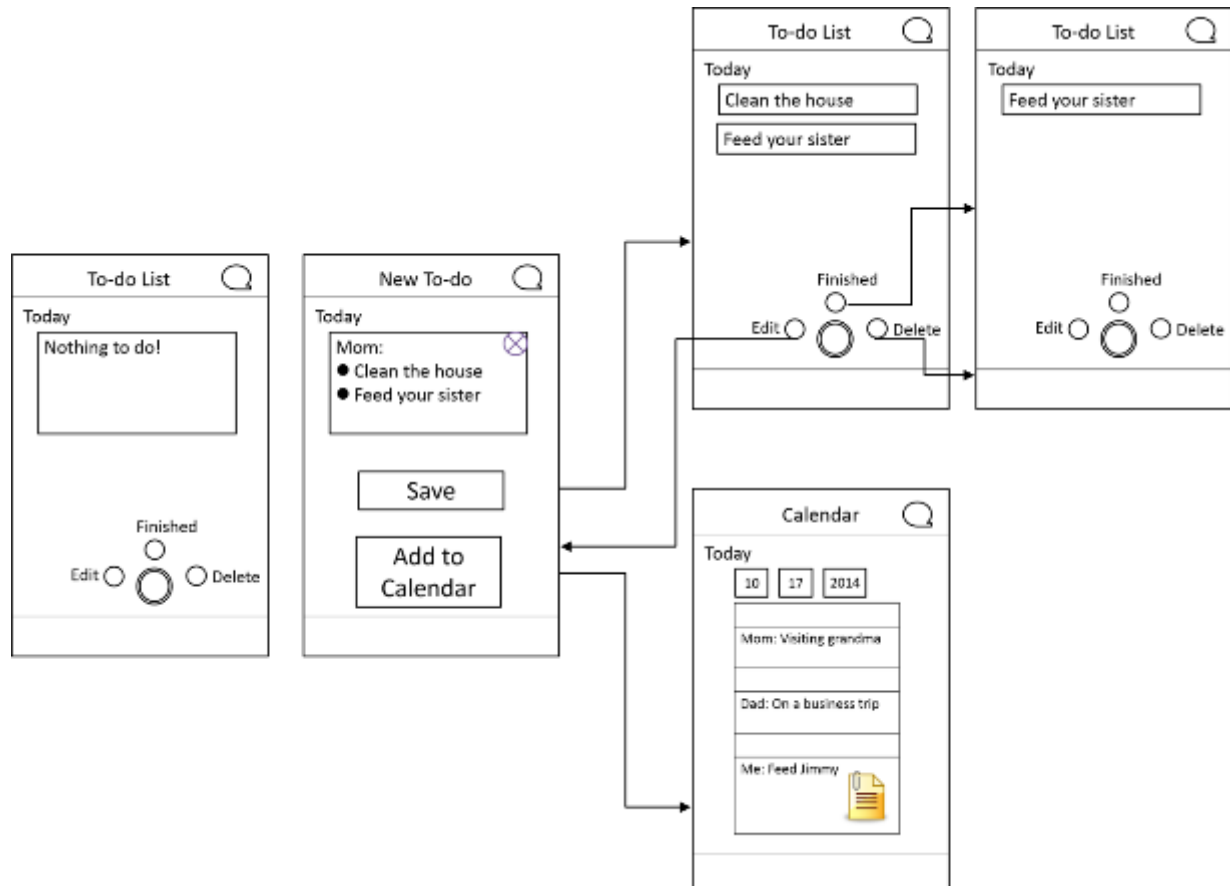 To-do List
Today
Nothing to do!
Finished
Edit
Delete
New To-do
Today
Mom:
Clean the house
Feed your sister
Save
Add to
Calendar
To-do List
Today
Clean the house
Feed your sister
Finished
Edit
Delete
To-do List
Today
Feed your sister
Finished
Edit
Delete
Calendar
Today
10 17 2014
Mom: Visiting grandma
Dad: On a business trip
Me: Feed Jimmy